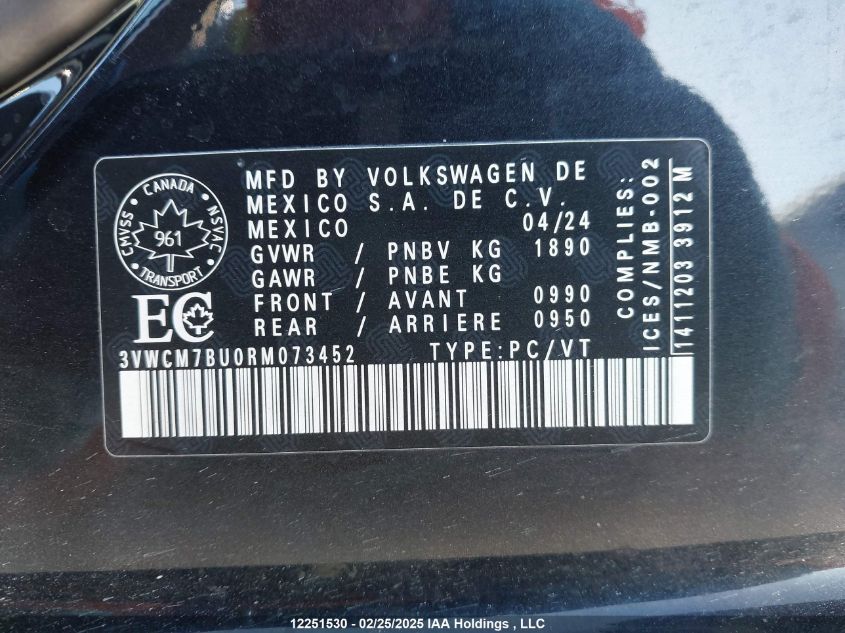 CANADA
CMVSS
NSVAC
961
TRANSPORT
EC
MFD BY VOLKSWAGEN DE
MEXICO S.A. DE C.V.
MEXICO 04/24
GVWR / PNBV KG 1890
GAWR / PNBE KG
FRONT / AVANT 0990
REAR / ARRIERE 0950
3VWCM7BU0RM073452 TYPE:PC/VT
COMPLIES:
ICES/NMB-002
1411203 3912 M
12251530 - 02/25/2025 IAA Holdings , LLC